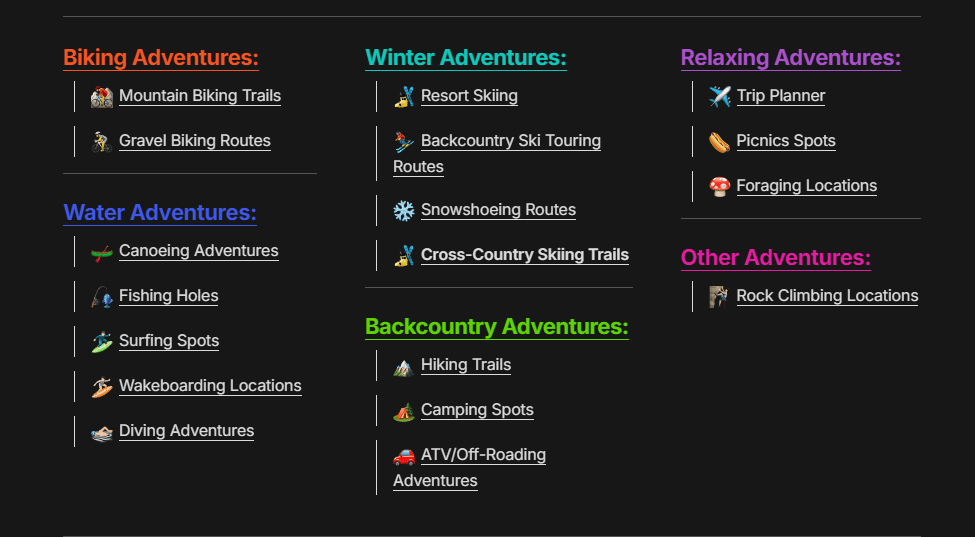 Biking Adventures:
Mountain Biking Trails
Gravel Biking Routes
Water Adventures:
Canoeing Adventures
Fishing Holes
Surfing Spots
Wakeboarding Locations
Diving Adventures
Winter Adventures:
Resort Skiing
Backcountry Ski Touring
Routes
Snowshoeing Routes
Cross-Country Skiing Trails
Backcountry Adventures:
Hiking Trails
Camping Spots
ATV/Off-Roading
Adventures
Relaxing Adventures:
Trip Planner
Picnics Spots
Foraging Locations
Other Adventures:
Rock Climbing Locations